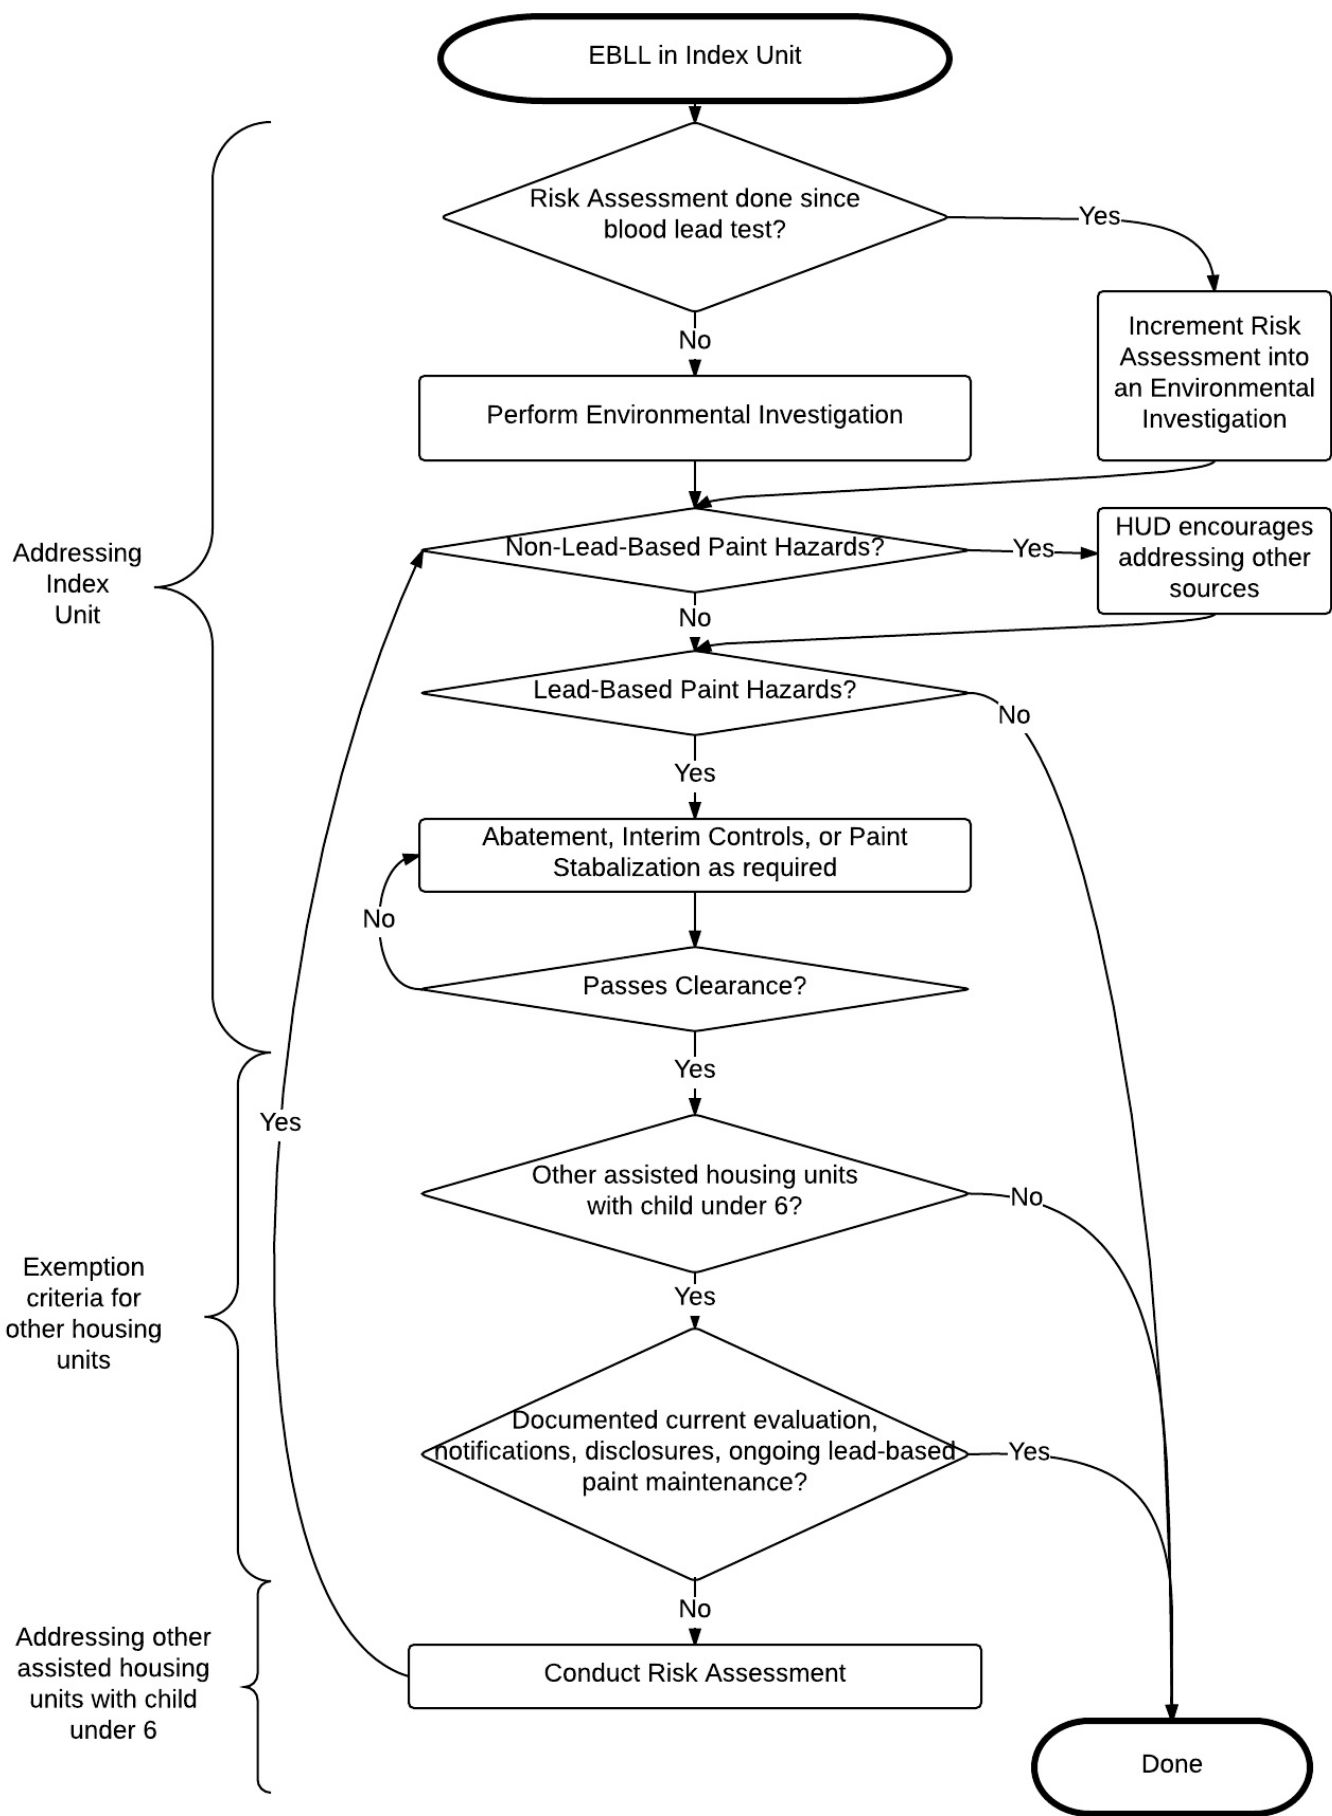 EBLL in Index Unit
Risk Assessment done since
blood lead test?
Yes
No
Increment Risk
Assessment into
an Environmental
Investigation
Perform Environmental Investigation
Non-Lead-Based Paint Hazards?
Yes
HUD encourages
addressing other
sources
No
Addressing
Index
Unit
Lead-Based Paint Hazards?
No
Yes
Abatement, Interim Controls, or Paint
Stabalization as required
No
Passes Clearance?
Yes
Yes
Other assisted housing units
with child under 6?
No
Yes
Exemption
criteria for
other housing
units
Documented current evaluation,
notifications, disclosures, ongoing lead-based
paint maintenance?
Yes
No
Addressing other
assisted housing
units with child
under 6
Conduct Risk Assessment
Done